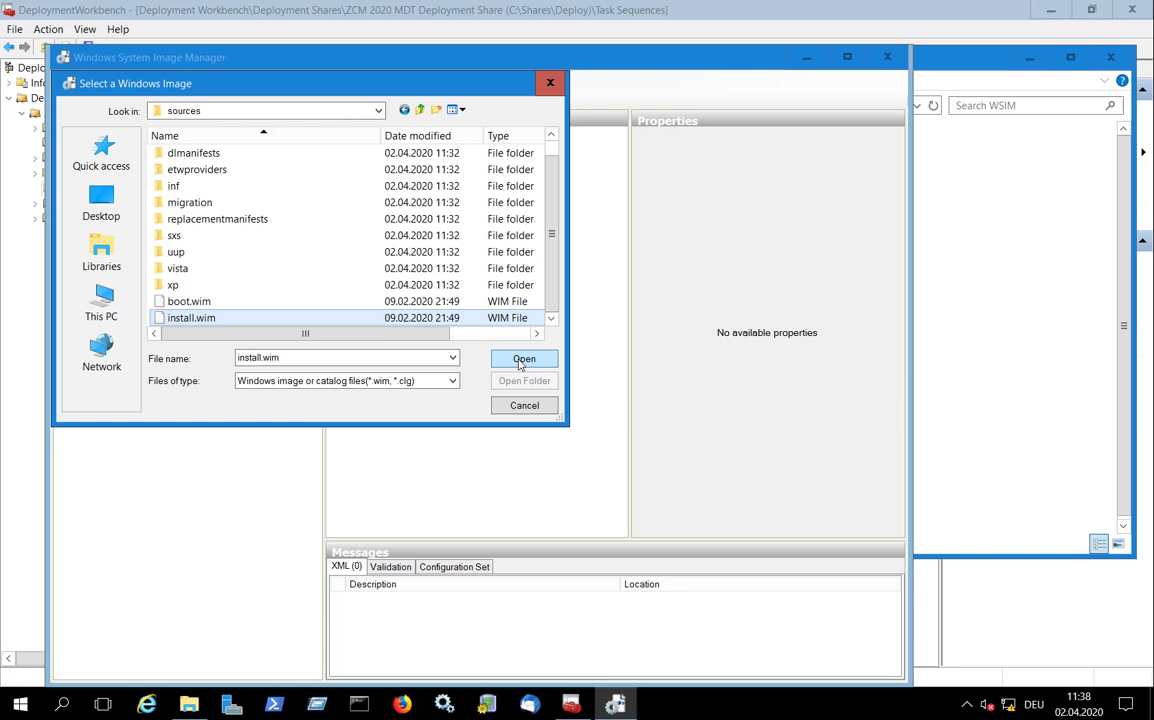 DeploymentWorkbench - [Deployment Workbench\Deployment Shares\ZCM 2020 MDT Deployment Share (C:\Shares\Deploy)\Task Sequences]
File Action View Help
Windows System Image Manager
Select a Windows Image
Look in: sources
Search WSIM
Deplo
Info
De
Quick access
Desktop
Libraries
This PC
Network
Name Date modified Type
dlmanifests 02.04.2020 11:32 File folder
etwproviders 02.04.2020 11:32 File folder
inf 02.04.2020 11:32 File folder
migration 02.04.2020 11:32 File folder
replacementmanifests 02.04.2020 11:32 File folder
sxs 02.04.2020 11:32 File folder
uup 02.04.2020 11:32 File folder
vista 02.04.2020 11:32 File folder
xp 02.04.2020 11:32 File folder
boot.wim 09.02.2020 21:49 WIM File
install.wim 09.02.2020 21:49 WIM File
File name: install.wim Open
Files of type: Windows image or catalog files(*.wim, *.clg) Open Folder
Cancel
Properties
No available properties
Messages
XML (0) Validation Configuration Set
Description Location
DEU
11:38
02.04.2020